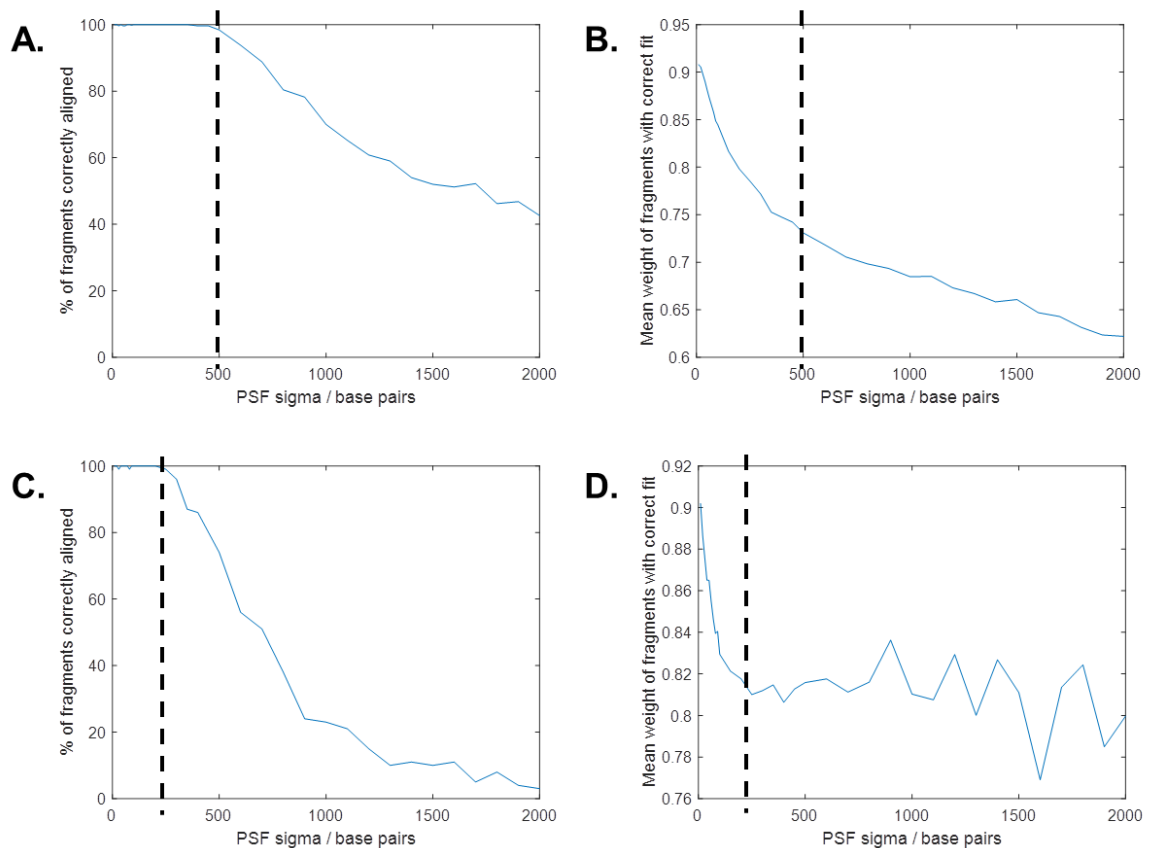 A.
% of fragments correctly aligned
100
80
60
40
20
0
0 500 1000 1500 2000
PSF sigma / base pairs
B.
Mean weight of fragments with correct fit
0.95
0.9
0.85
0.8
0.75
0.7
0.65
0.6
0 500 1000 1500 2000
PSF sigma / base pairs
C.
% of fragments correctly aligned
100
80
60
40
20
0
0 500 1000 1500 2000
PSF sigma / base pairs
D.
Mean weight of fragments with correct fit
0.92
0.9
0.88
0.86
0.84
0.82
0.8
0.78
0.76
0 500 1000 1500 2000
PSF sigma / base pairs